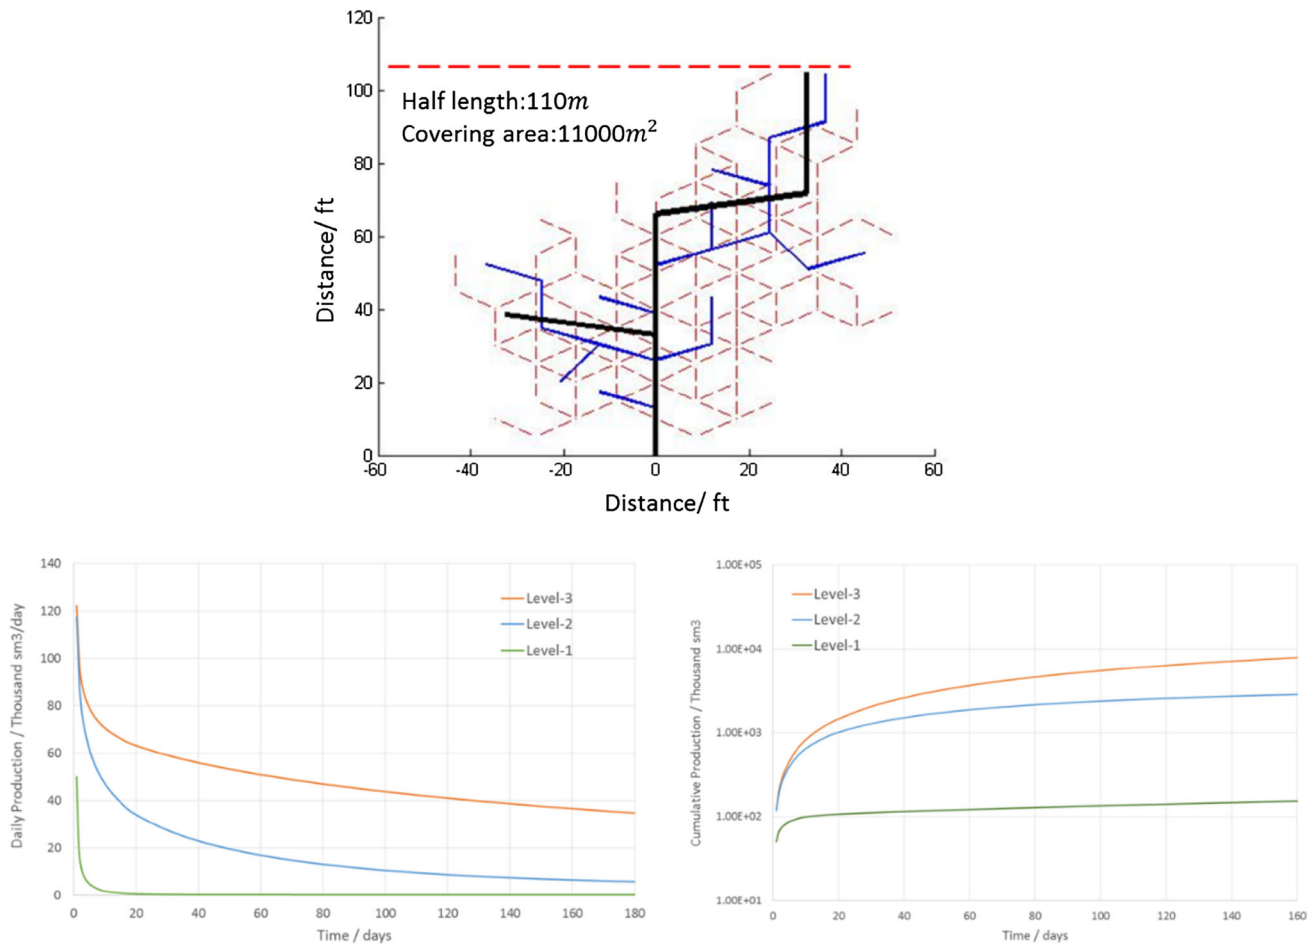 120
100
80
60
40
20
0
Distance/ ft
Half length:110m
Covering area:11000m²
-60
-40
-20
0
20
40
60
Distance/ ft
140
120
100
80
60
40
20
0
Daily Production / Thousand sm3/day
Level-3
Level-2
Level-1
0
20
40
60
80
100
120
140
160
180
Time / days
1.00E+05
1.00E+04
1.00E+03
1.00E+02
1.00E+01
Cumulative Production / Thousand sm3
Level-3
Level-2
Level-1
0
20
40
60
80
100
120
140
160
Time / days